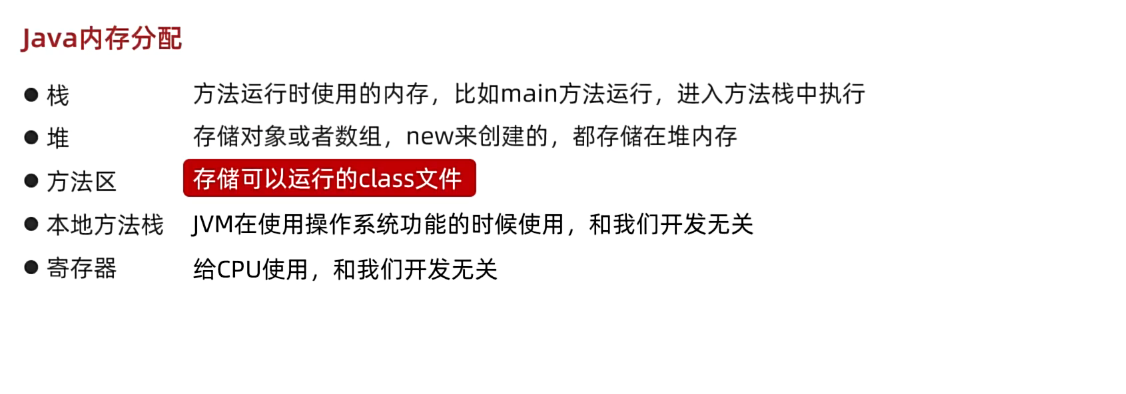 Java内存分配
● 栈 方法运行时使用的内存，比如main方法运行，进入方法栈中执行
● 堆 存储对象或者数组，new来创建的，都存储在堆内存
● 方法区 存储可以运行的class文件
● 本地方法栈 JVM在使用操作系统功能的时候使用，和我们开发无关
● 寄存器 给CPU使用，和我们开发无关